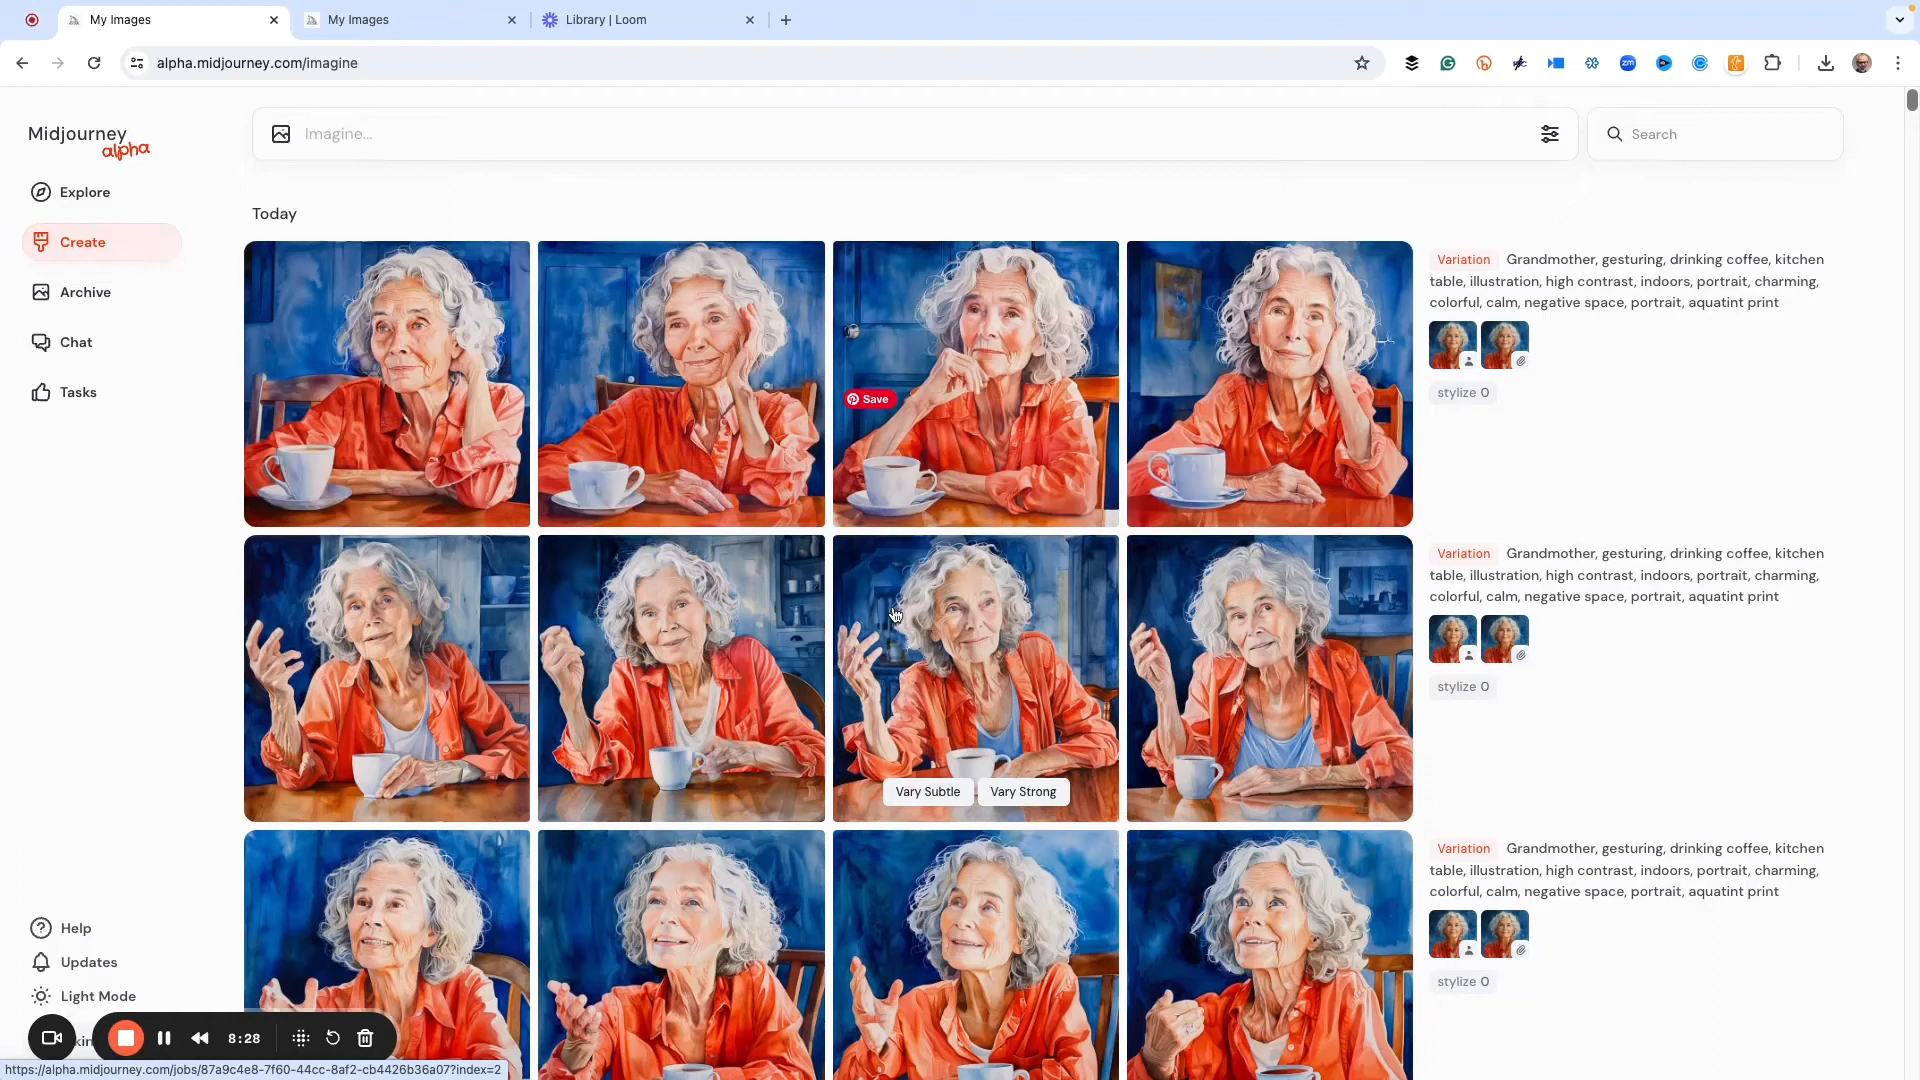 My Images
My Images
Library | Loom
alpha.midjourney.com/imagine
zm
Midjourney
alpha
Imagine...
Search
Explore
Create
Archive
Chat
Tasks
Today
Variation Grandmother, gesturing, drinking coffee, kitchen
table, illustration, high contrast, indoors, portrait, charming,
colorful, calm, negative space, portrait, aquatint print
stylize 0
Save
Variation Grandmother, gesturing, drinking coffee, kitchen
table, illustration, high contrast, indoors, portrait, charming,
colorful, calm, negative space, portrait, aquatint print
stylize 0
Vary Subtle Vary Strong
Variation Grandmother, gesturing, drinking coffee, kitchen
table, illustration, high contrast, indoors, portrait, charming,
colorful, calm, negative space, portrait, aquatint print
stylize 0
Help
Updates
Light Mode
8:28
https://alpha.midjourney.com/jobs/87a9c4e8-7f60-44cc-8af2-cb4426b36a07?index=2